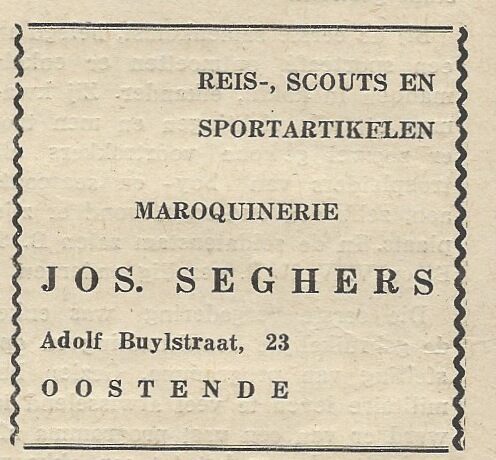 REIS-, SCOUTS EN
SPORTARTIKELEN
MAROQUINERIE
JOS. SEGHERS
Adolf Buylstraat, 23
OOSTENDE